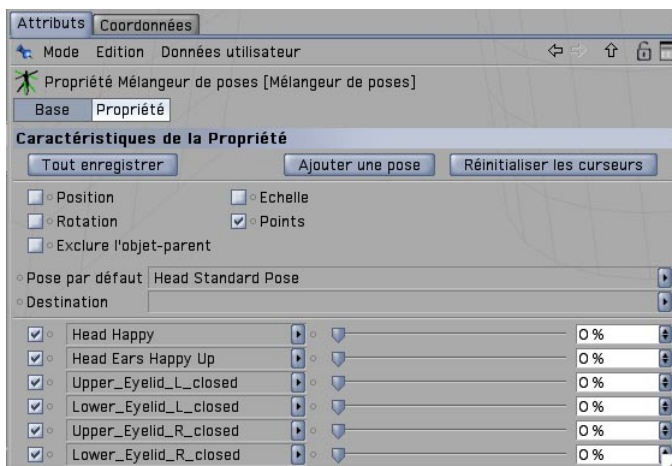 Attributs Coordonnées
Mode Edition Données utilisateur
Propriété Mélangeur de poses [Mélangeur de poses]
Base Propriété
Caractéristiques de la Propriété
Tout enregistrer Ajouter une pose Réinitialiser les curseurs
Position Echelle
Rotation Points
Exclure l'objet-parent
Pose par défaut Head Standard Pose
Destination
Head Happy 0 %
Head Ears Happy Up 0 %
Upper_Eyelid_L_closed 0 %
Lower_Eyelid_L_closed 0 %
Upper_Eyelid_R_closed 0 %
Lower_Eyelid_R_closed 0 %